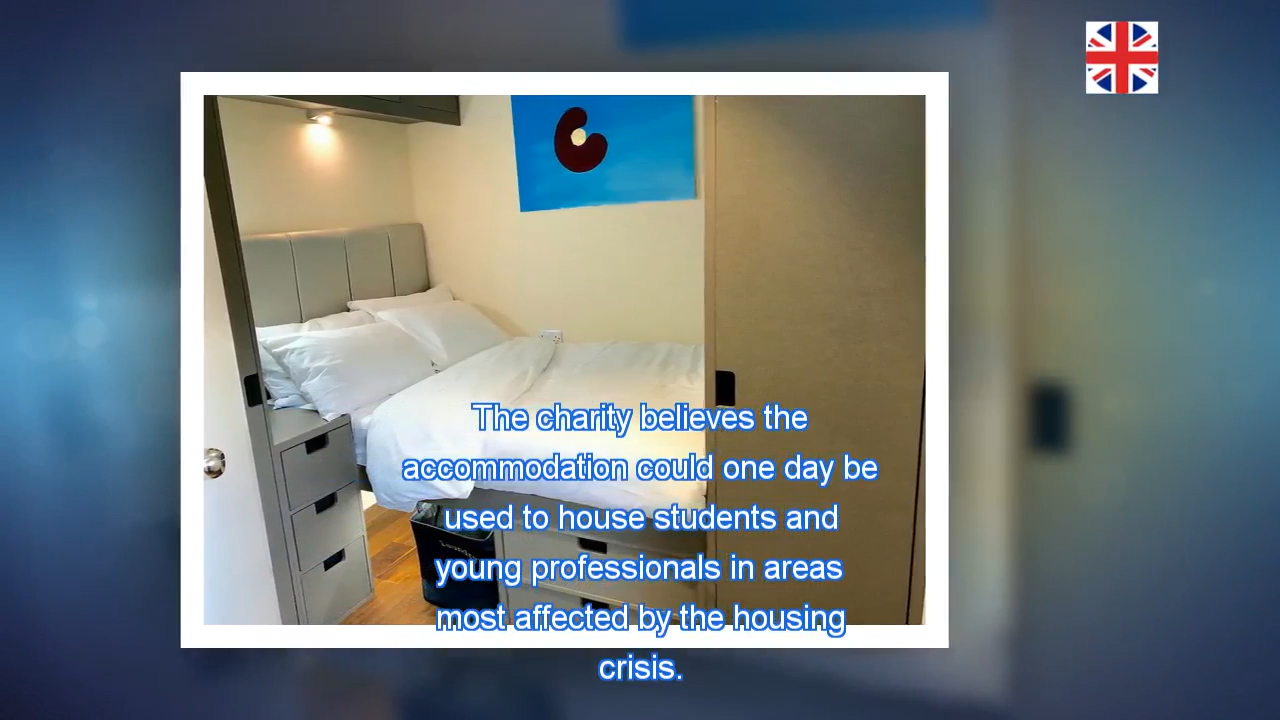 The charity believes the
accommodation could one day be
used to house students and
young professionals in areas
most affected by the housing
crisis.